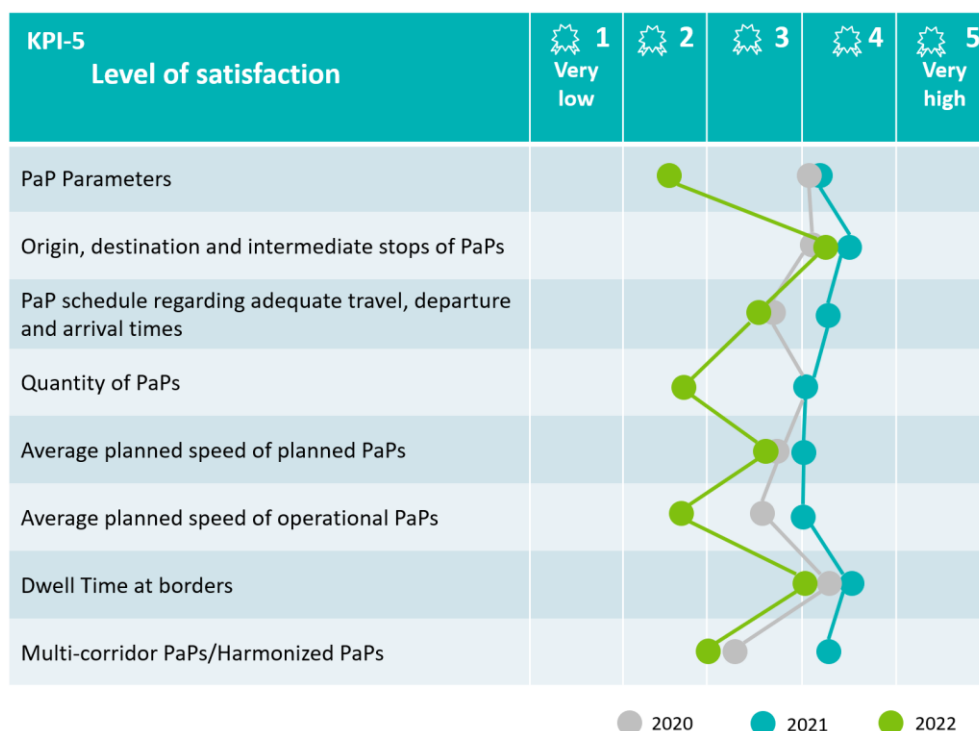 KPI-5
Level of satisfaction
1
Very
low
2
3
4
5
Very
high
PaP Parameters
Origin, destination and intermediate stops of PaPs
PaP schedule regarding adequate travel, departure
and arrival times
Quantity of PaPs
Average planned speed of planned PaPs
Average planned speed of operational PaPs
Dwell Time at borders
Multi-corridor PaPs/Harmonized PaPs
2020
2021
2022